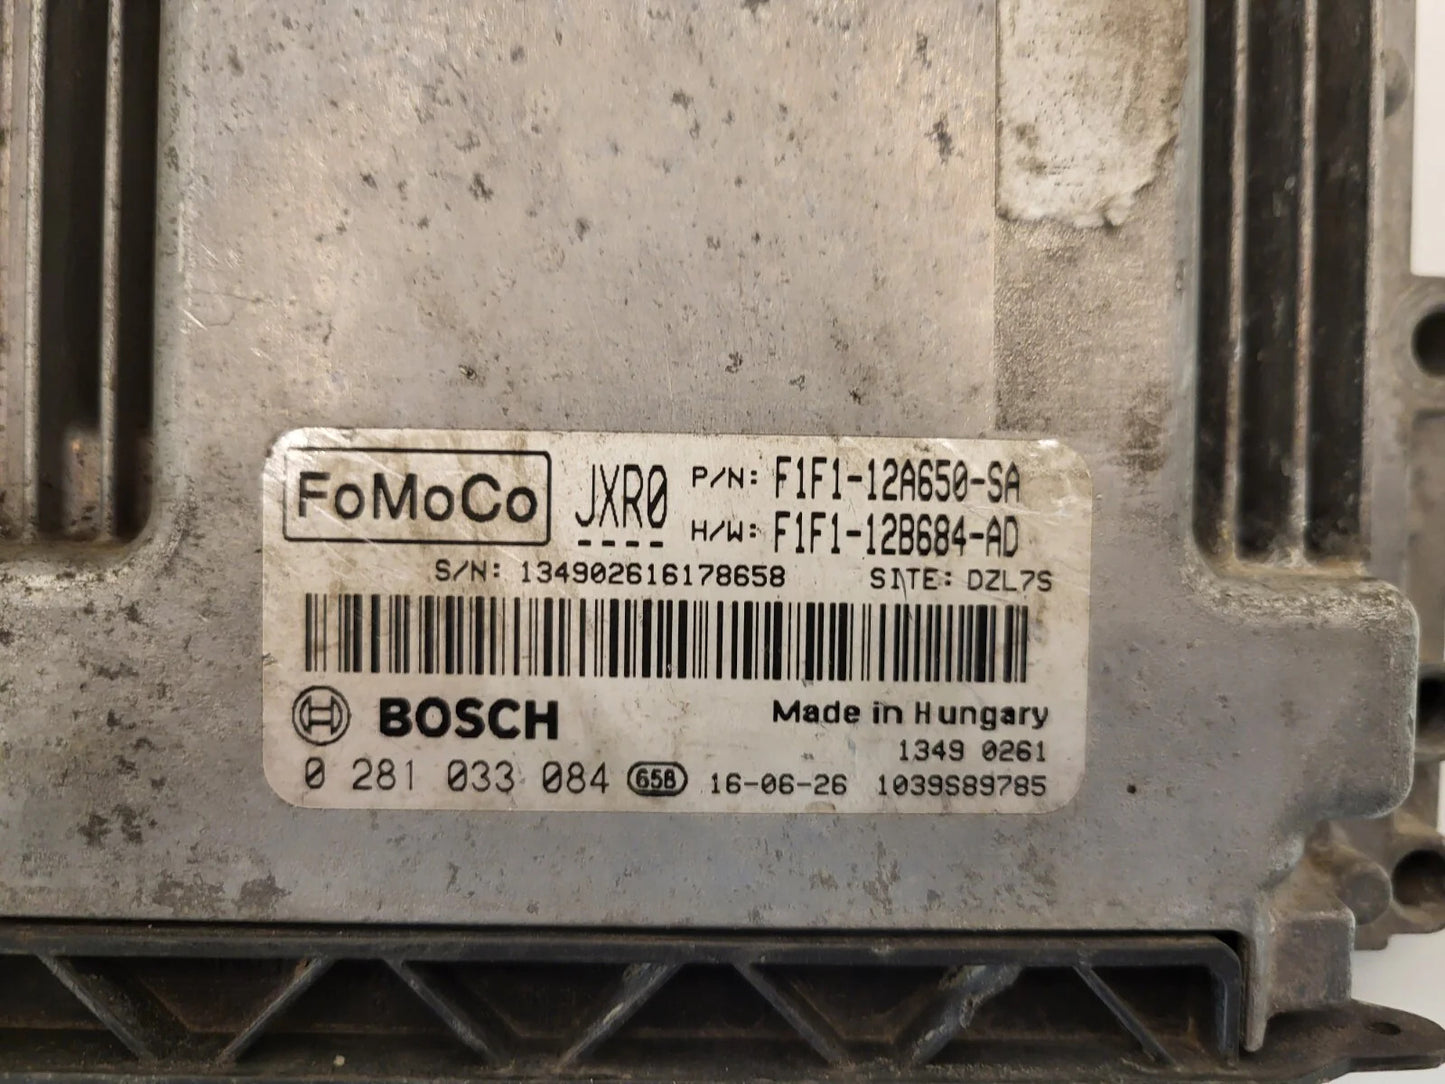 FoMoCo JXR0 P/N: F1F1-12A650-SA
H/W: F1F1-12B684-AD
S/N: 134902616178658 SITE: DZL7S
BOSCH Made in Hungary
1349 0261
0 281 033 084 658 16-06-26 1039S89785